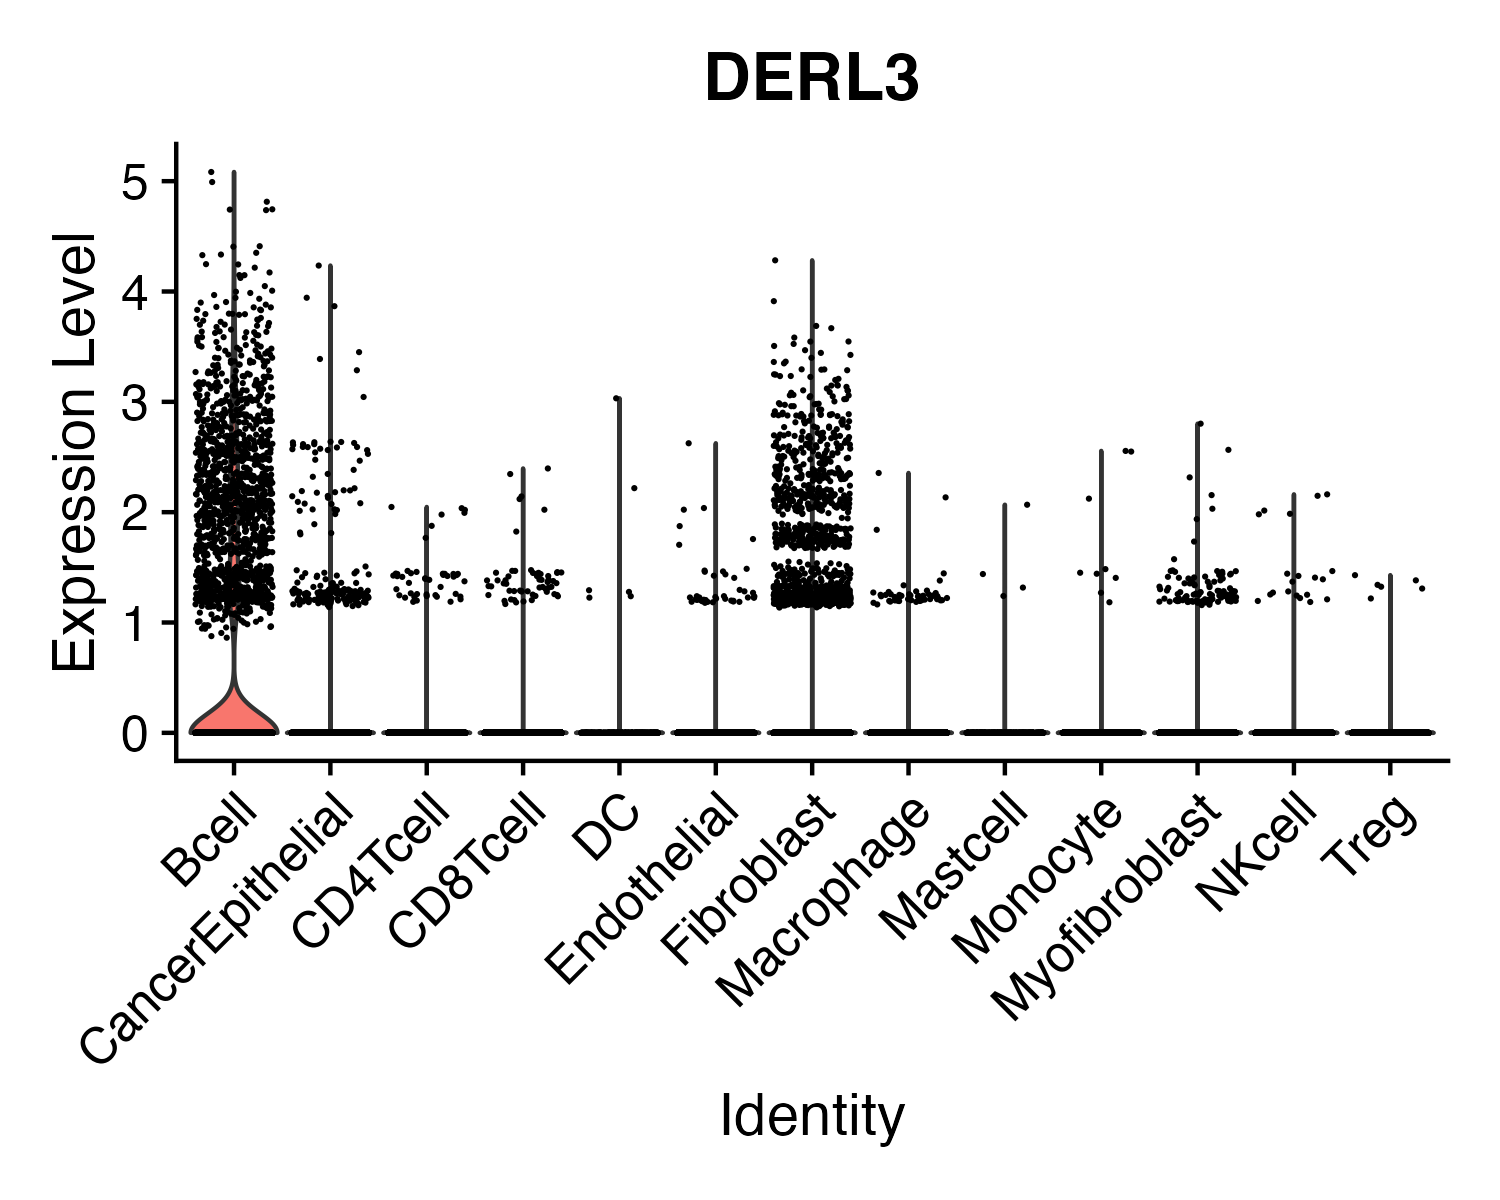 DERL3
Expression Level
5
4
3
2
1
0
Bcell
CancerEpithelial
CD4Tcell
CD8Tcell
DC
Endothelial
Fibroblast
Macrophage
Mastcell
Monocyte
Myofibroblast
NKcell
Treg
Identity